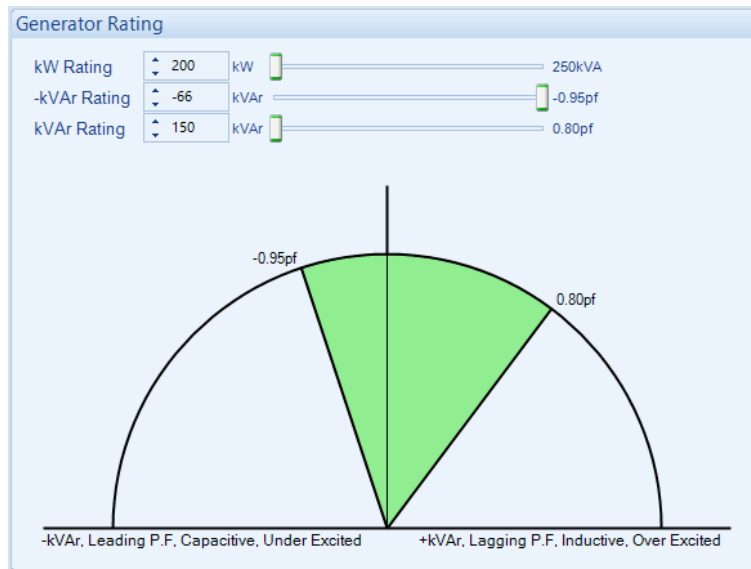 Generator Rating
kW Rating 200 kW 250kVA
-kVAr Rating -66 kVAr -0.95pf
kVAr Rating 150 kVAr 0.80pf
-0.95pf
0.80pf
-kVAr, Leading P.F, Capacitive, Under Excited +kVAr, Lagging P.F, Inductive, Over Excited